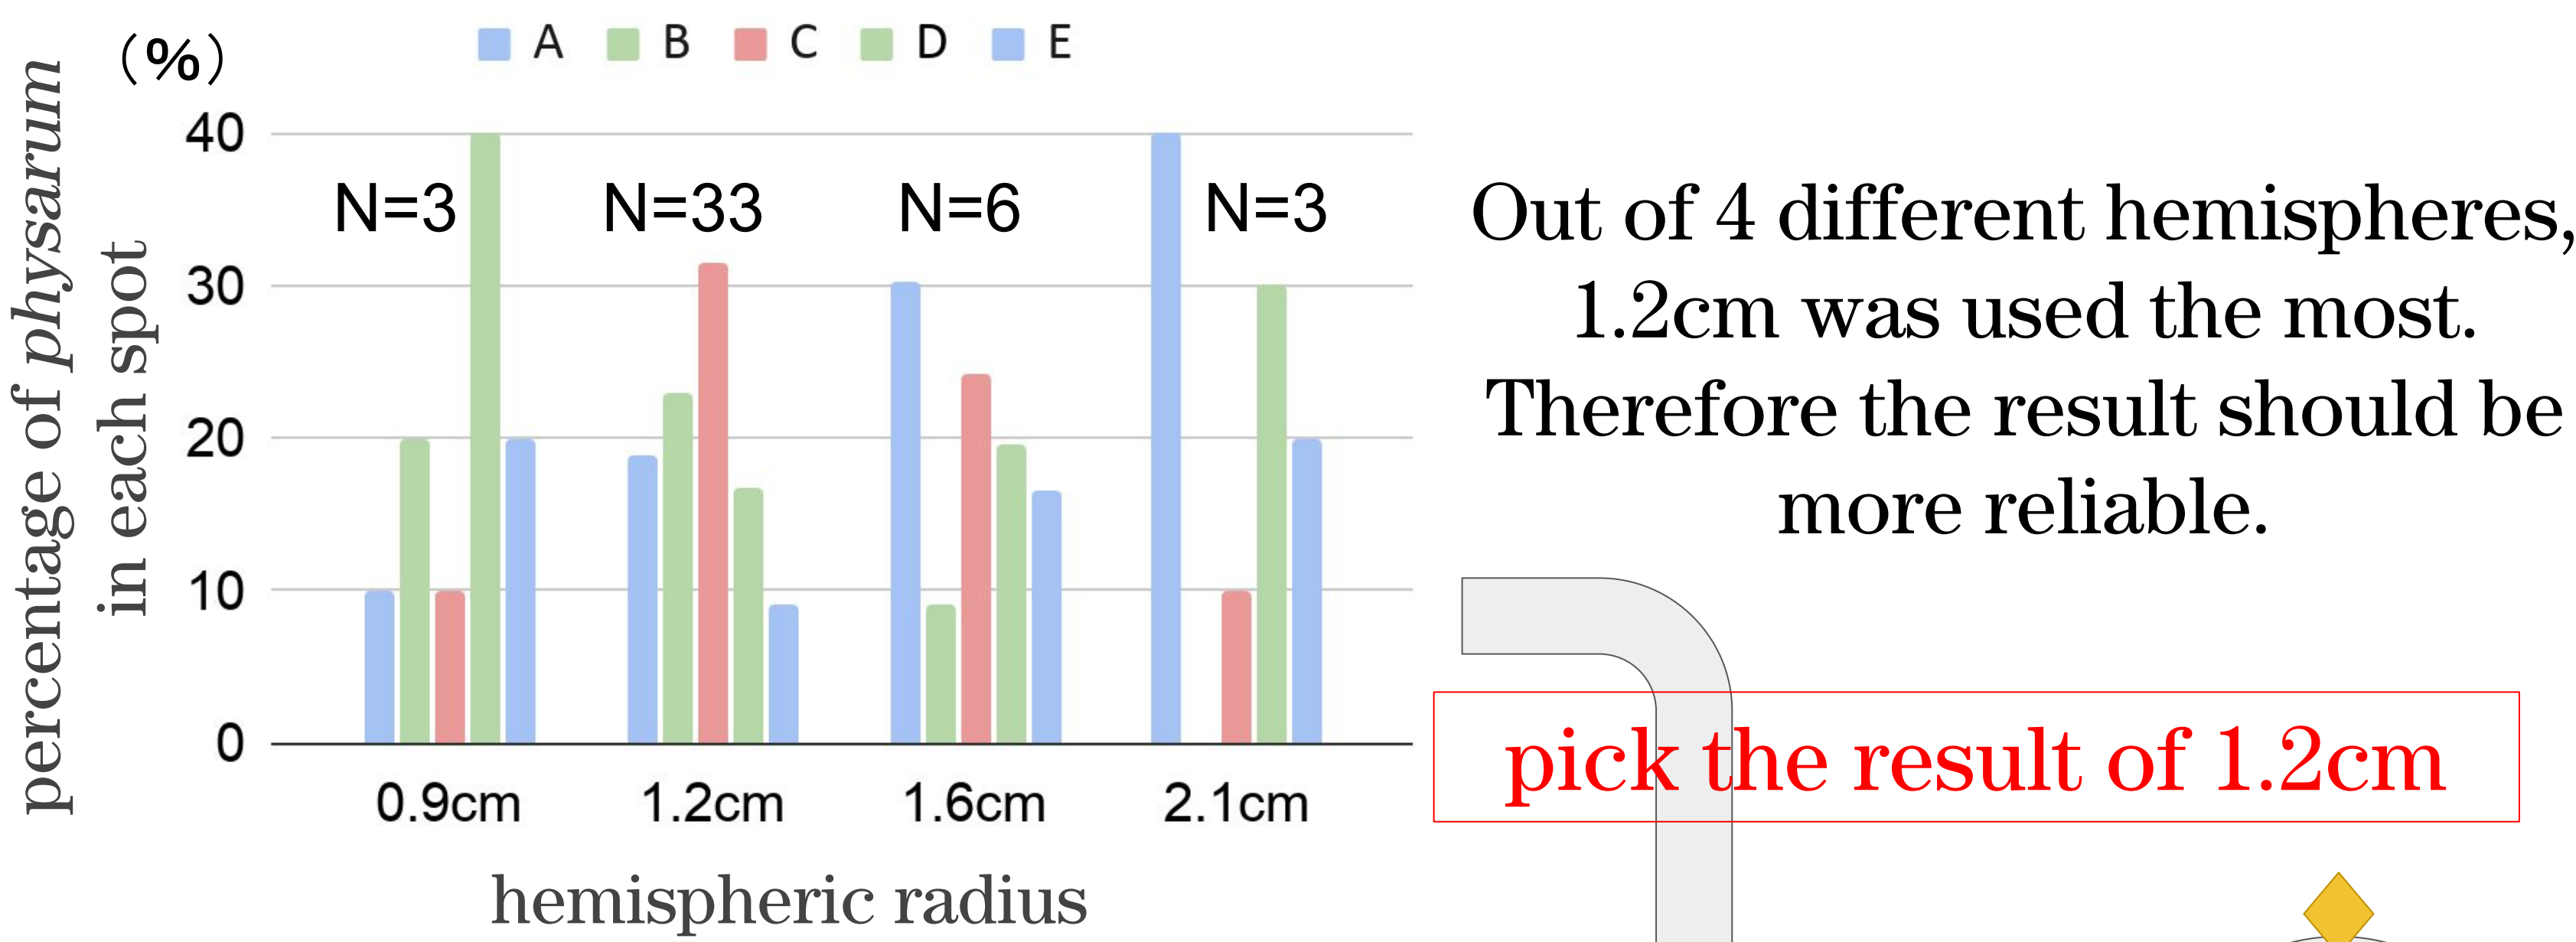 (%)
A B C D E
percentage of physarum
in each spot
40
30
20
10
0
N=3 N=33 N=6 N=3
0.9cm 1.2cm 1.6cm 2.1cm
hemispheric radius
Out of 4 different hemispheres,
1.2cm was used the most.
Therefore the result should be
more reliable.
pick the result of 1.2cm